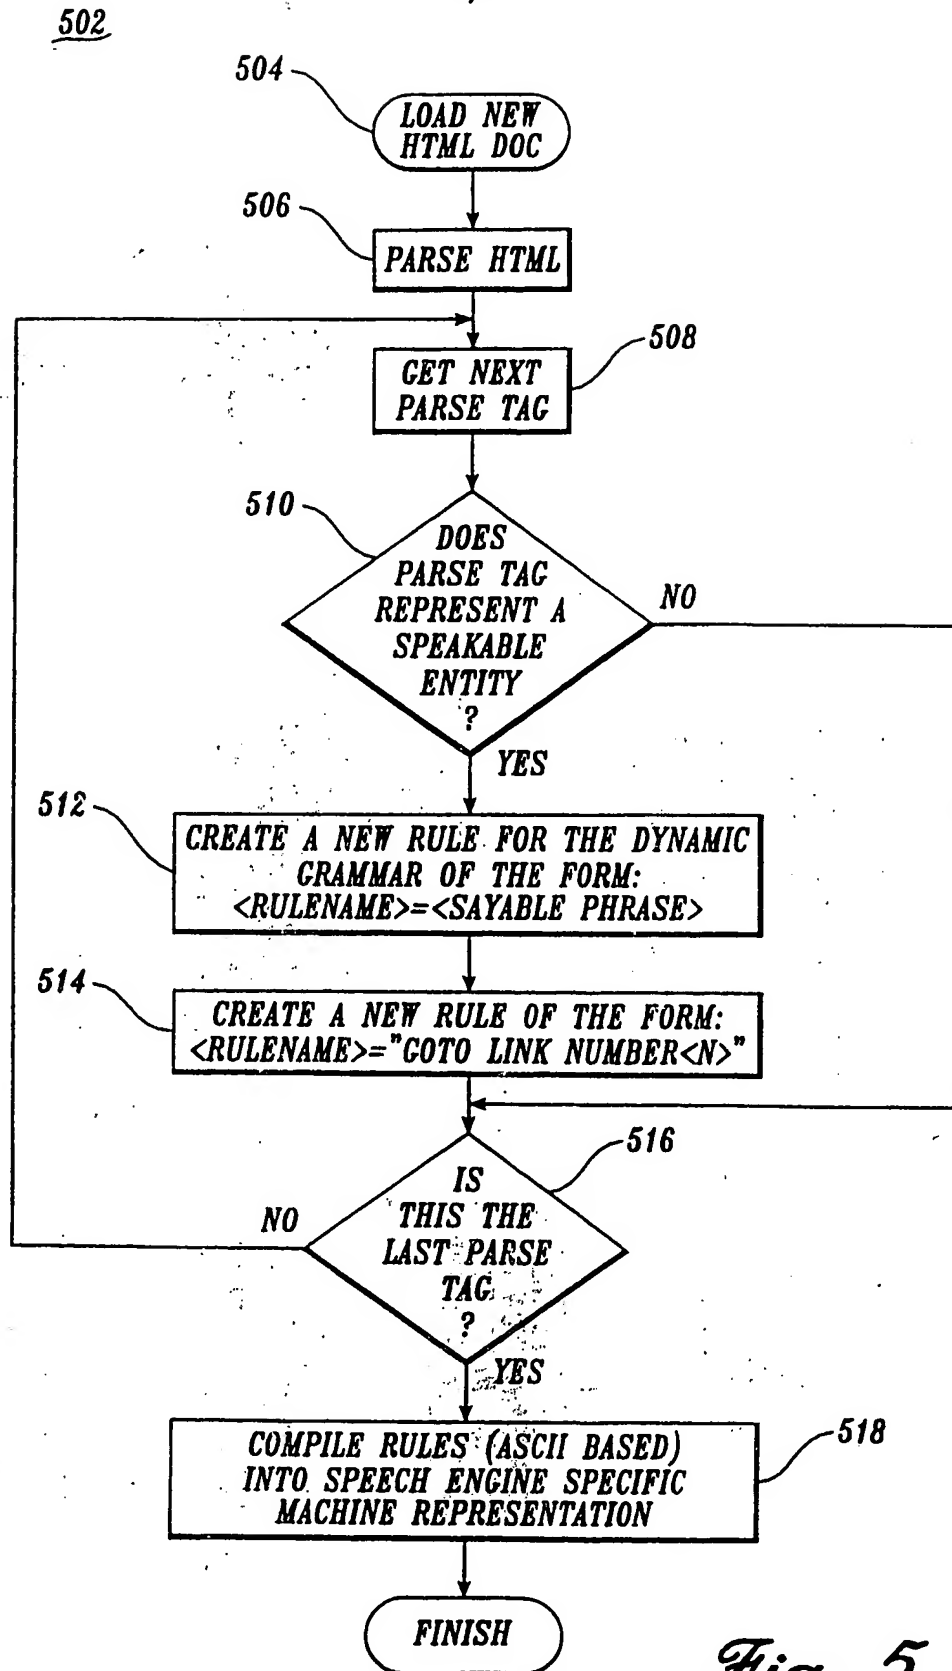 502
504
LOAD NEW
HTML DOC
506
PARSE HTML
508
GET NEXT
PARSE TAG
510
DOES
PARSE TAG
REPRESENT A
SPEAKABLE
ENTITY
?
NO
YES
512
CREATE A NEW RULE FOR THE DYNAMIC
GRAMMAR OF THE FORM:
<RULENAME>=<SAYABLE PHRASE>
514
CREATE A NEW RULE OF THE FORM:
<RULENAME>="GOTO LINK NUMBER<N>"
516
IS
THIS THE
LAST PARSE
TAG
?
NO
YES
518
COMPILE RULES (ASCII BASED)
INTO SPEECH ENGINE SPECIFIC
MACHINE REPRESENTATION
FINISH
Fig. 5